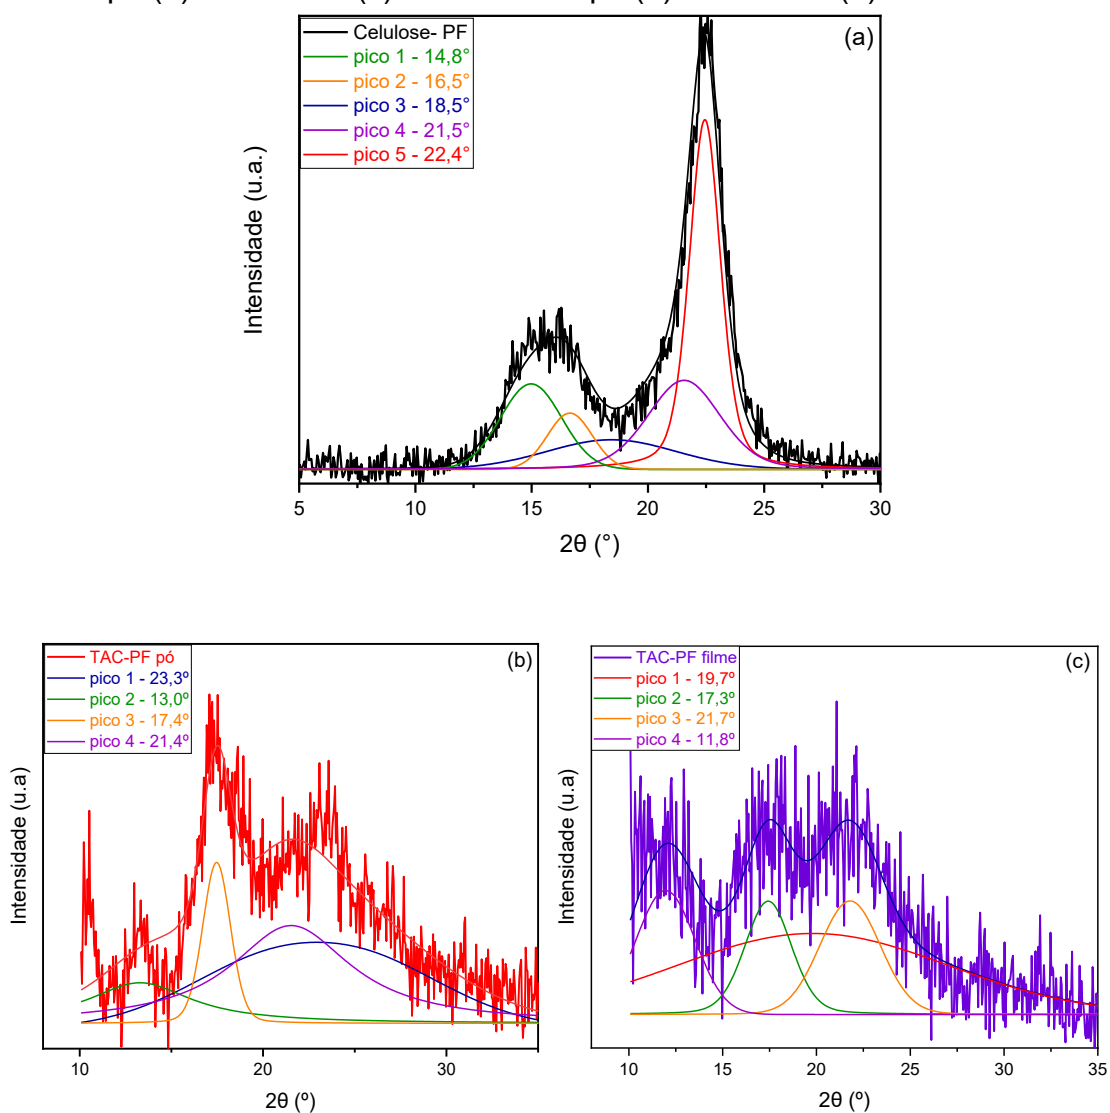 Celulose- PF
(a)
pico 1 - 14,8°
pico 2 - 16,5°
pico 3 - 18,5°
pico 4 - 21,5°
pico 5 - 22,4°
Intensidade (u.a.)
5 10 15 20 25 30
2θ (°)
TAC-PF pó
(b)
pico 1 - 23,3º
pico 2 - 13,0º
pico 3 - 17,4º
pico 4 - 21,4º
Intensidade (u.a)
10 20 30
2θ (º)
TAC-PF filme
(c)
pico 1 - 19,7º
pico 2 - 17,3º
pico 3 - 21,7º
pico 4 - 11,8º
Intensidade (u.a)
10 15 20 25 30 35
2θ (º)